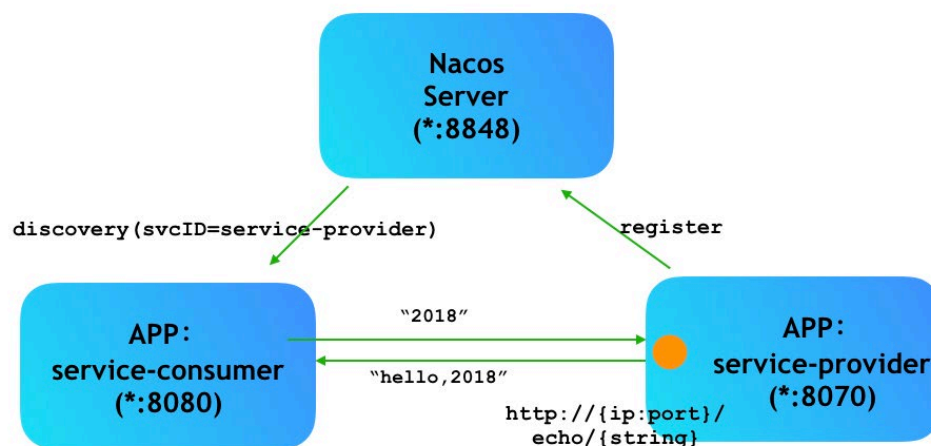 Nacos
Server
(*:8848)
discovery(svcID=service-provider)
register
APP：
service-consumer
(*:8080)
“2018”
“hello,2018”
APP：
service-provider
(*:8070)
http://{ip:port}/
echo/{string}